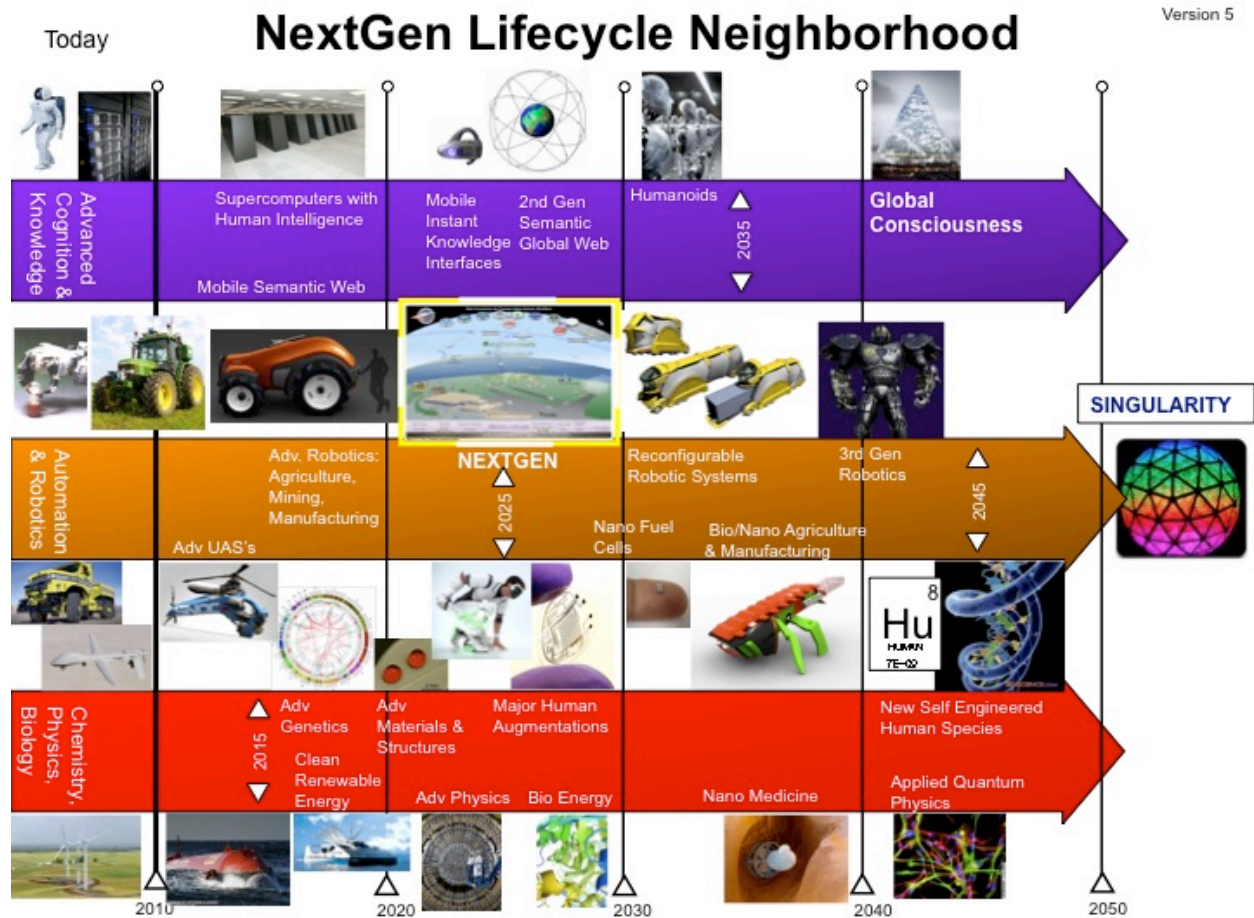 Version 5
Today
NextGen Lifecycle Neighborhood
Advanced
Cognition &
Knowledge
Supercomputers with
Human Intelligence
Mobile Semantic Web
Mobile
Instant
Knowledge
Interfaces
2nd Gen
Semantic
Global Web
Humanoids
2035
Global
Consciousness
SINGULARITY
Automation
& Robotics
Adv. Robotics:
Agriculture,
Mining,
Manufacturing
Adv UAS's
NEXTGEN
2025
Reconfigurable
Robotic Systems
Nano Fuel
Cells
Bio/Nano Agriculture
& Manufacturing
3rd Gen
Robotics
2045
8
Hu
HUMAN
Chemistry,
Physics,
Biology
2015
Adv
Genetics
Clean
Renewable
Energy
Adv
Materials &
Structures
Adv Physics
Major Human
Augmentations
Bio Energy
Nano Medicine
New Self Engineered
Human Species
Applied Quantum
Physics
2010
2020
2030
2040
2050